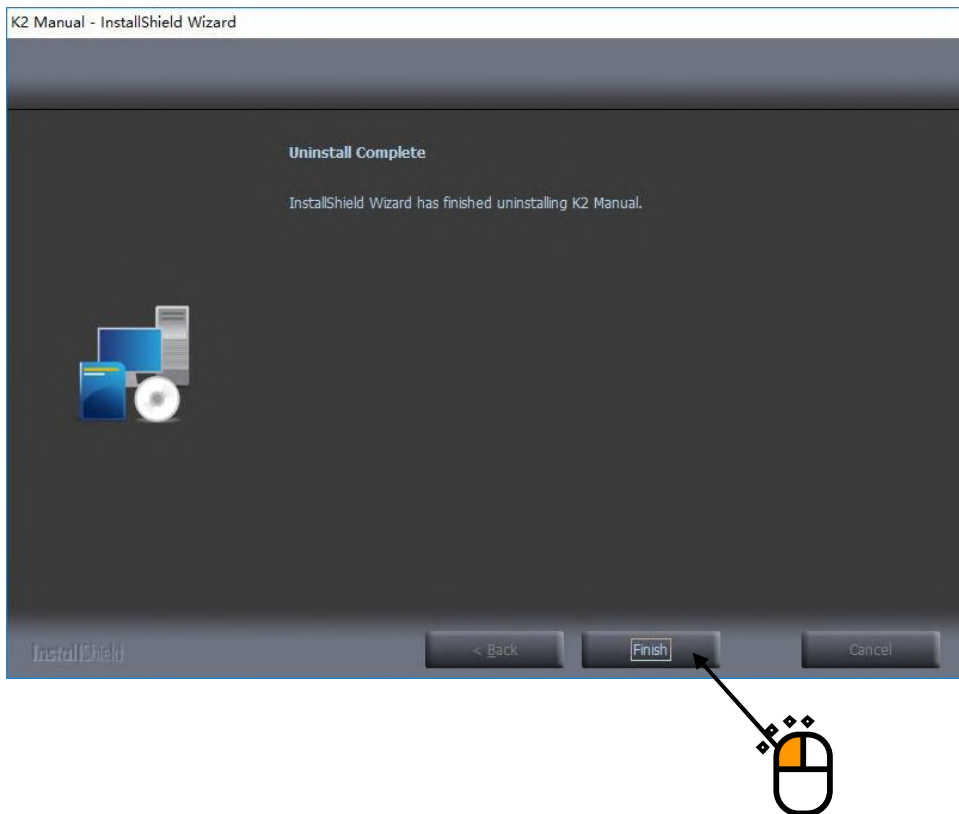 K2 Manual - InstallShield Wizard
Uninstall Complete
InstallShield Wizard has finished uninstalling K2 Manual.
InstallShield
< Back
Finish
Cancel